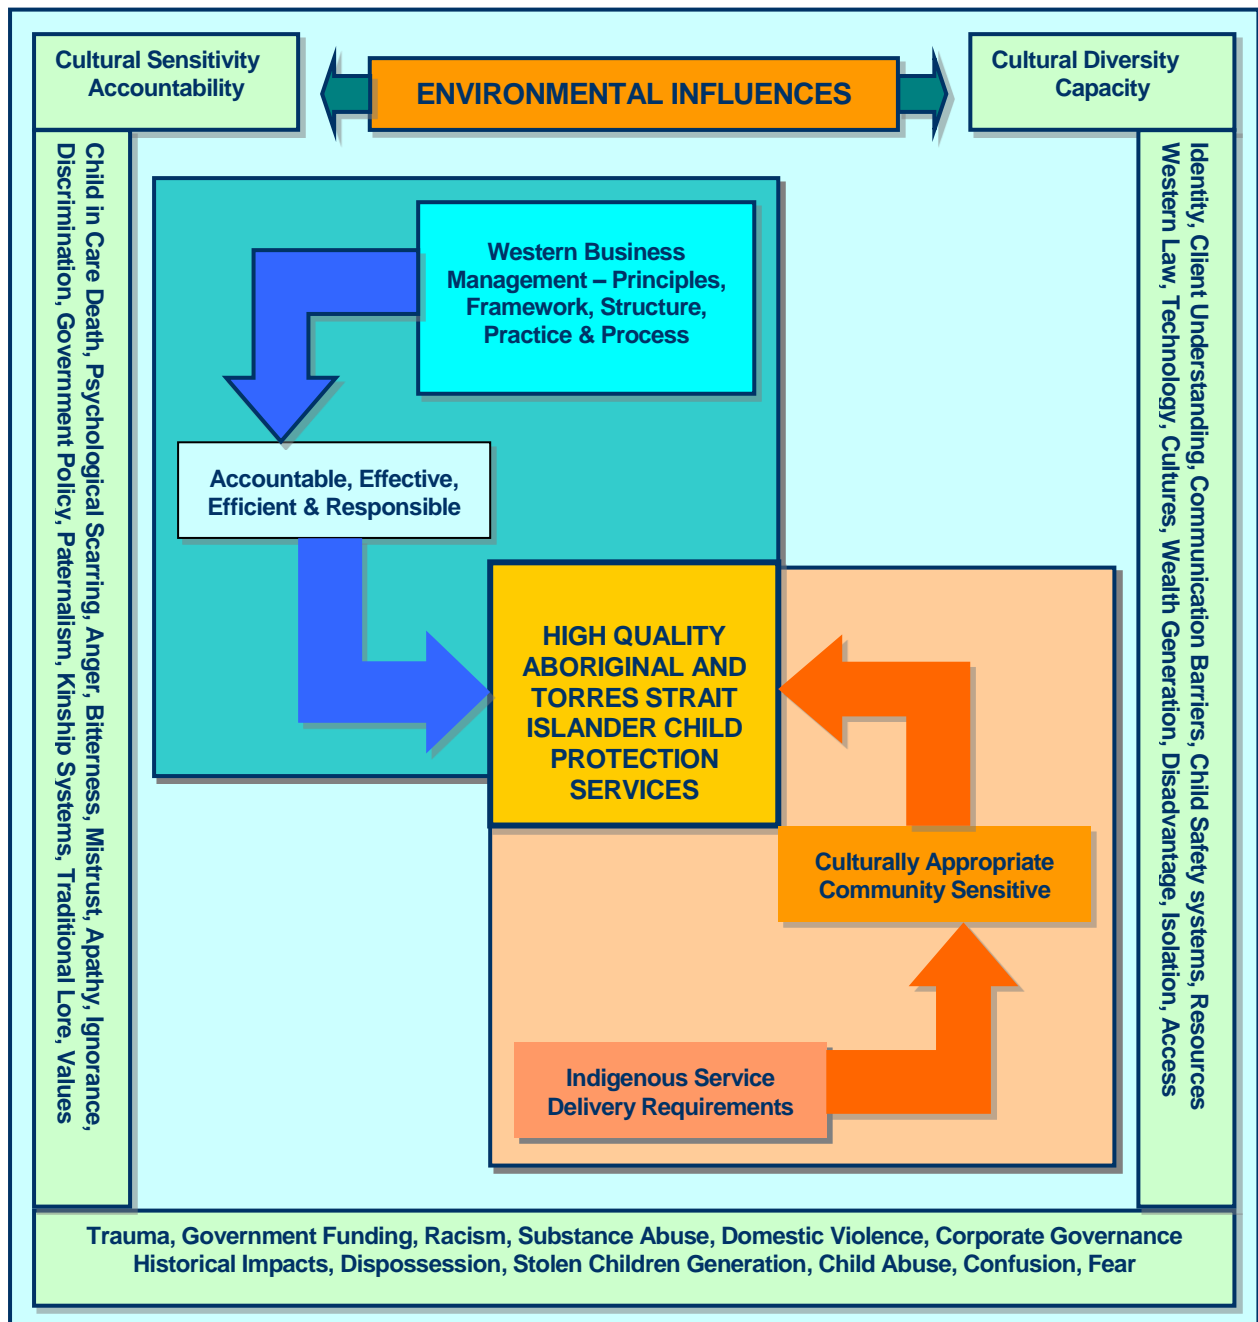 Cultural Sensitivity
Accountability
ENVIRONMENTAL INFLUENCES
Cultural Diversity
Capacity
Child in Care Death, Psychological Scarring, Anger, Bitterness, Mistrust, Apathy, Ignorance,
Discrimination, Government Policy, Paternalism, Kinship Systems, Traditional Lore, Values
Western Business
Management – Principles,
Framework, Structure,
Practice & Process
Accountable, Effective,
Efficient & Responsible
HIGH QUALITY
ABORIGINAL AND
TORRES STRAIT
ISLANDER CHILD
PROTECTION
SERVICES
Culturally Appropriate
Community Sensitive
Indigenous Service
Delivery Requirements
Identity, Client Understanding, Communication Barriers, Child Safety systems, Resources
Western Law, Technology, Cultures, Wealth Generation, Disadvantage, Isolation, Access
Trauma, Government Funding, Racism, Substance Abuse, Domestic Violence, Corporate Governance
Historical Impacts, Dispossession, Stolen Children Generation, Child Abuse, Confusion, Fear